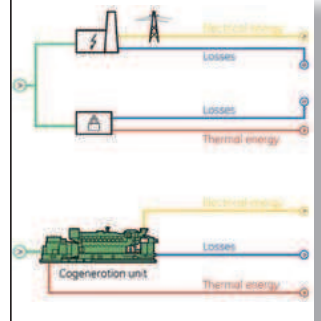 Electrical energy
Losses
Losses
Thermal energy
Electrical energy
Losses
Cogeneration unit
Thermal energy